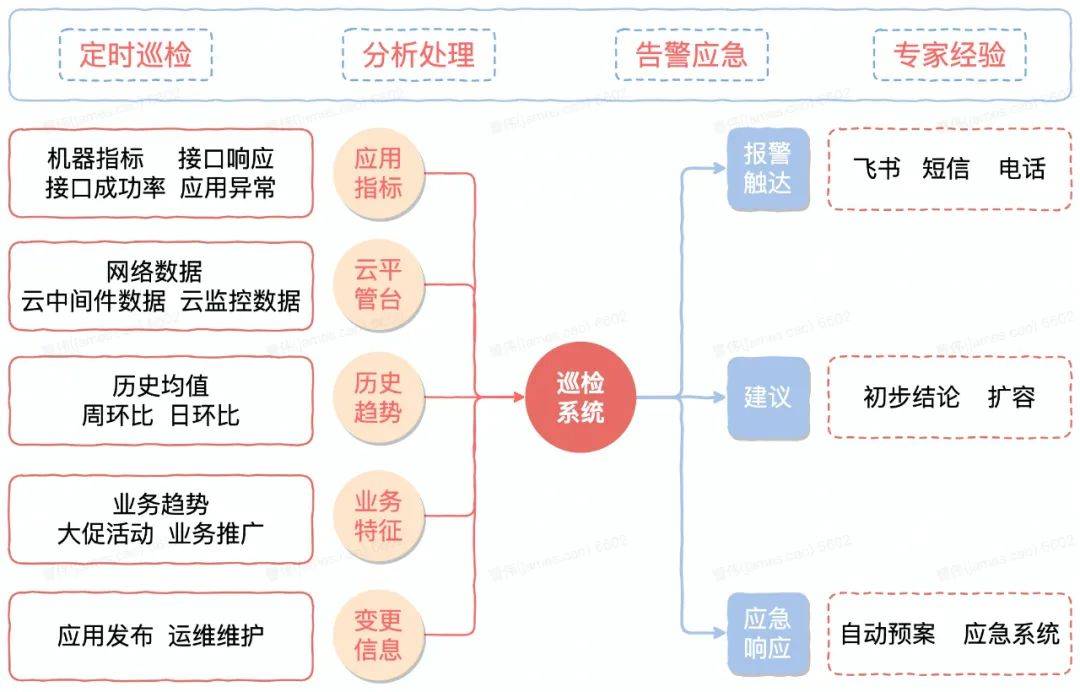 定时巡检 分析处理 告警应急 专家经验
机器指标 接口响应
接口成功率 应用异常
应用
指标
报警
触达
飞书 短信 电话
网络数据
云中间件数据 云监控数据
云平
管台
历史均值
周环比 日环比
历史
趋势
巡检
系统
建议
初步结论 扩容
业务趋势
大促活动 业务推广
业务
特征
应用发布 运维维护
变更
信息
应急
响应
自动预案 应急系统